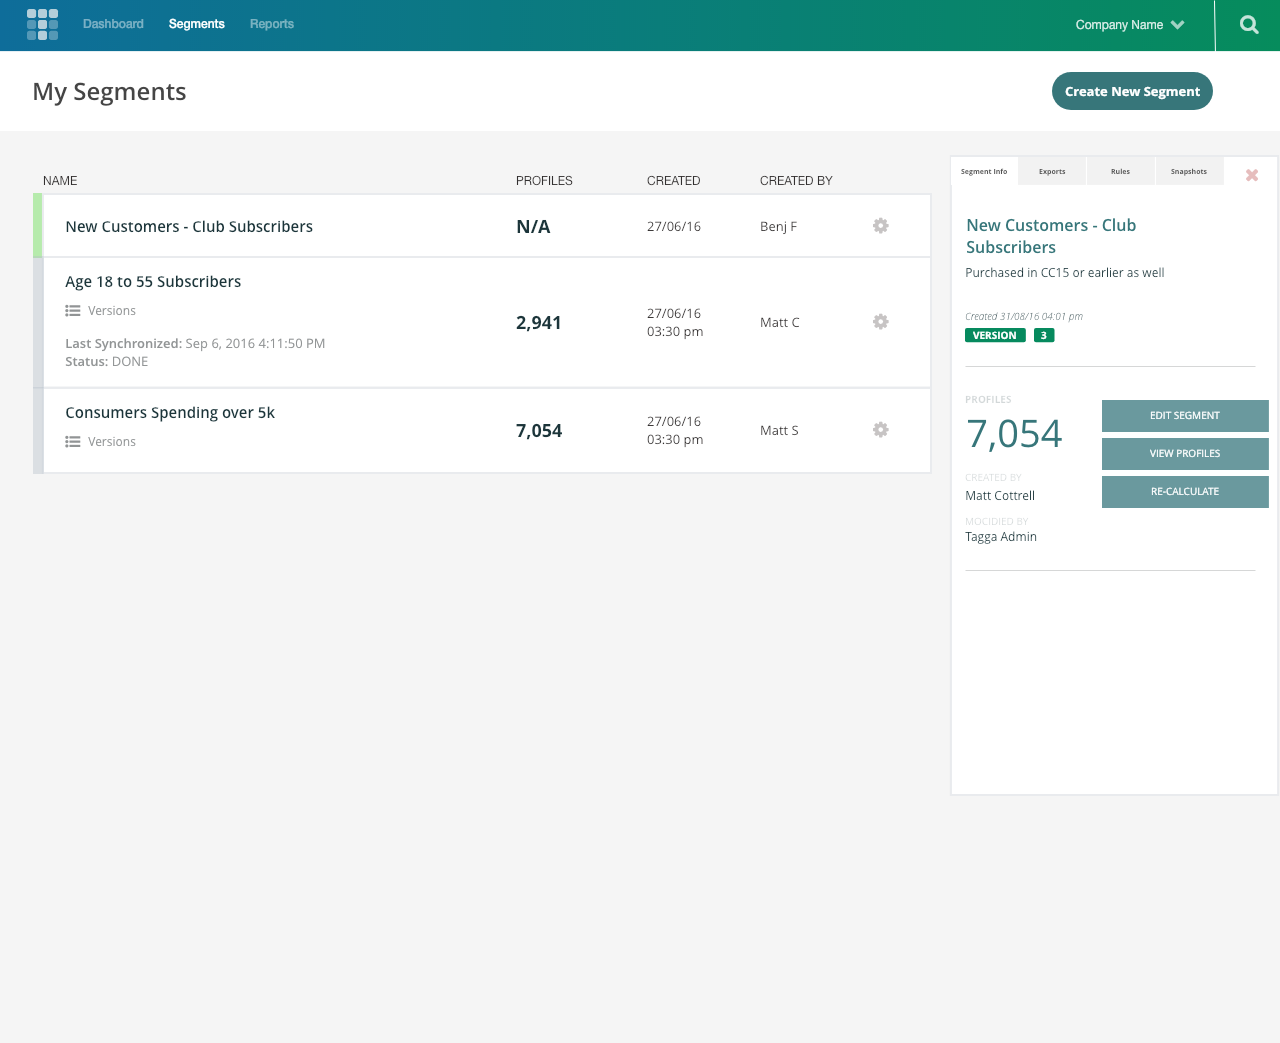 Dashboard Segments Reports Company Name
My Segments
Create New Segment
NAME PROFILES CREATED CREATED BY
New Customers - Club Subscribers N/A 27/06/16 Benj F
Age 18 to 55 Subscribers
Versions
Last Synchronized: Sep 6, 2016 4:11:50 PM
Status: DONE
2,941
27/06/16
03:30 pm
Matt C
Consumers Spending over 5k
Versions
7,054
27/06/16
03:30 pm
Matt S
Segment Info Exports Rules Snapshots
New Customers - Club
Subscribers
Purchased in CC15 or earlier as well
Created 31/08/16 04:01 pm
VERSION 3
PROFILES
7,054
CREATED BY
Matt Cottrell
MOCIDIED BY
Tagga Admin
EDIT SEGMENT
VIEW PROFILES
RE-CALCULATE